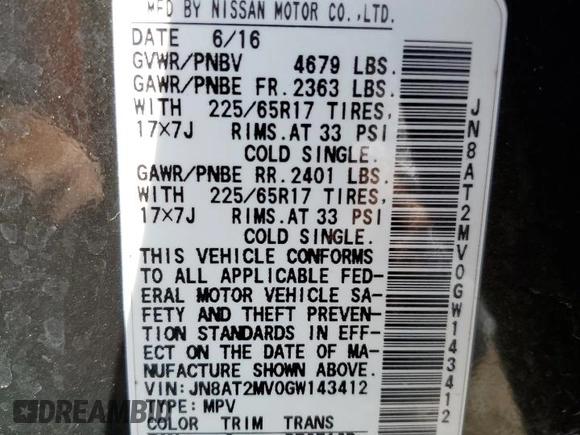 MFD BY NISSAN MOTOR CO.,LTD.
DATE 6/16
GVWR/PNBV 4679 LBS.
GAWR/PNBE FR. 2363 LBS.
WITH 225/65R17 TIRES,
17×7J RIMS.AT 33 PSI
COLD SINGLE.
GAWR/PNBE RR. 2401 LBS.
WITH 225/65R17 TIRES,
17×7J RIMS.AT 33 PSI
COLD SINGLE.
THIS VEHICLE CONFORMS
TO ALL APPLICABLE FED-
ERAL MOTOR VEHICLE SA-
FETY AND THEFT PREVEN-
TION STANDARDS IN EFF-
ECT ON THE DATE OF MA-
NUFACTURE SHOWN ABOVE.
VIN:JN8AT2MV0GW143412
TYPE:MPV
COLOR TRIM TRANS
JN8AT2MV0GW143412
DREAMBID